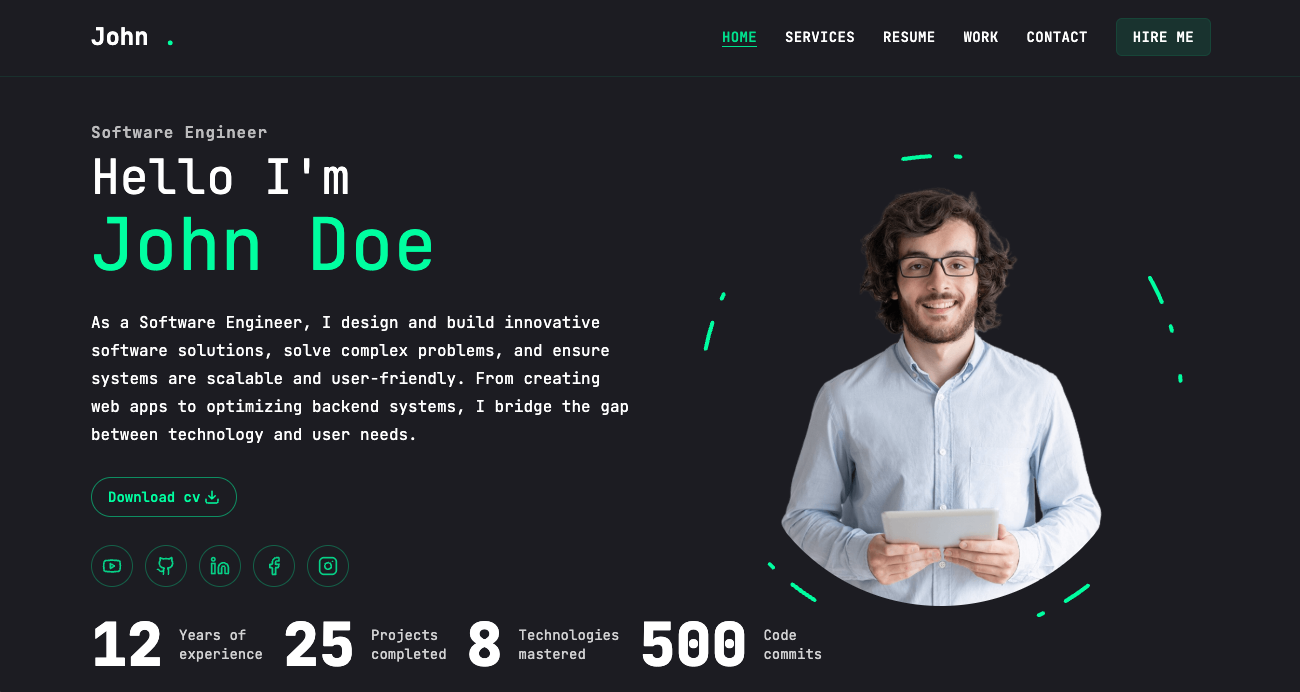 John .
HOME SERVICES RESUME WORK CONTACT HIRE ME
Software Engineer
Hello I'm
John Doe
As a Software Engineer, I design and build innovative
software solutions, solve complex problems, and ensure
systems are scalable and user-friendly. From creating
web apps to optimizing backend systems, I bridge the gap
between technology and user needs.
Download cv
12 Years of experience
25 Projects completed
8 Technologies mastered
500 Code commits